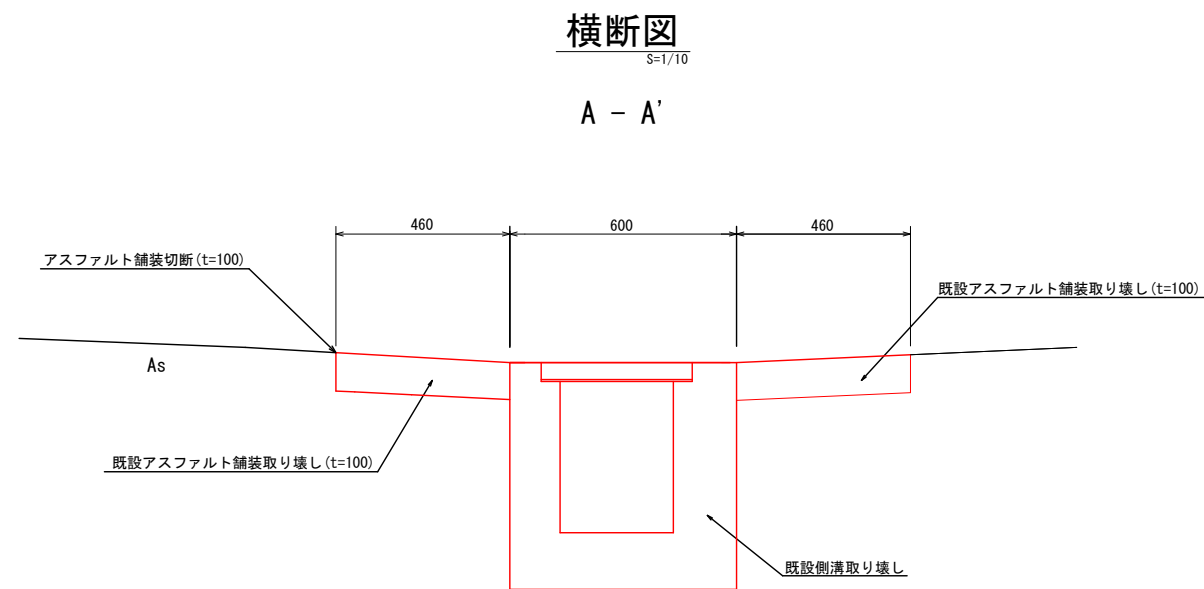 横断図
S=1/10
A - A'
460
600
460
アスファルト舗装切断(t=100)
既設アスファルト舗装取り壊し(t=100)
As
既設アスファルト舗装取り壊し(t=100)
既設側溝取り壊し